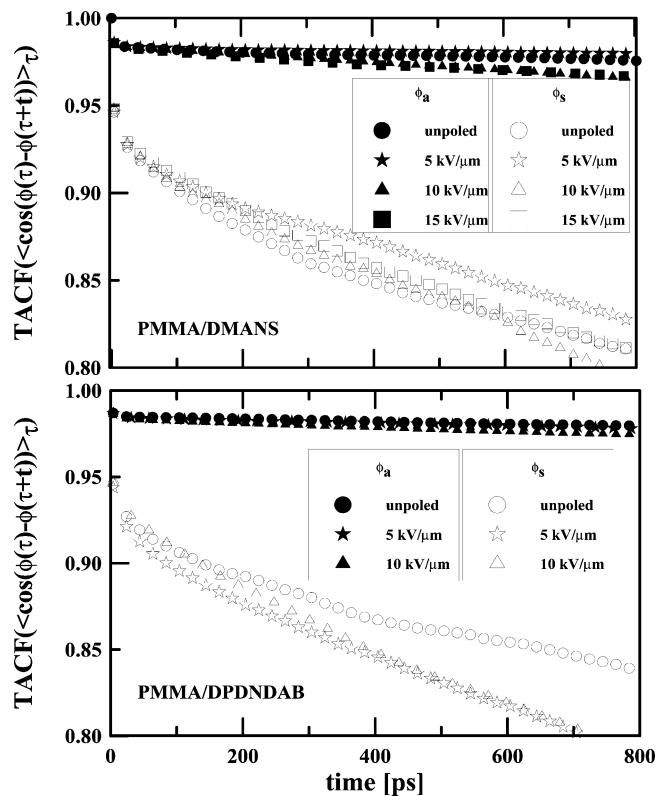 1.00
0.95
0.90
0.85
0.80
TACF(<cos(ϕ(τ)-ϕ(τ+t))>τ)
ϕa ϕs
unpoled unpoled
5 kV/μm 5 kV/μm
10 kV/μm 10 kV/μm
15 kV/μm 15 kV/μm
PMMA/DMANS
1.00
0.95
0.90
0.85
0.80
TACF(<cos(ϕ(τ)-ϕ(τ+t))>τ)
ϕa ϕs
unpoled unpoled
5 kV/μm 5 kV/μm
10 kV/μm 10 kV/μm
PMMA/DPDNDAB
0 200 400 600 800
time [ps]